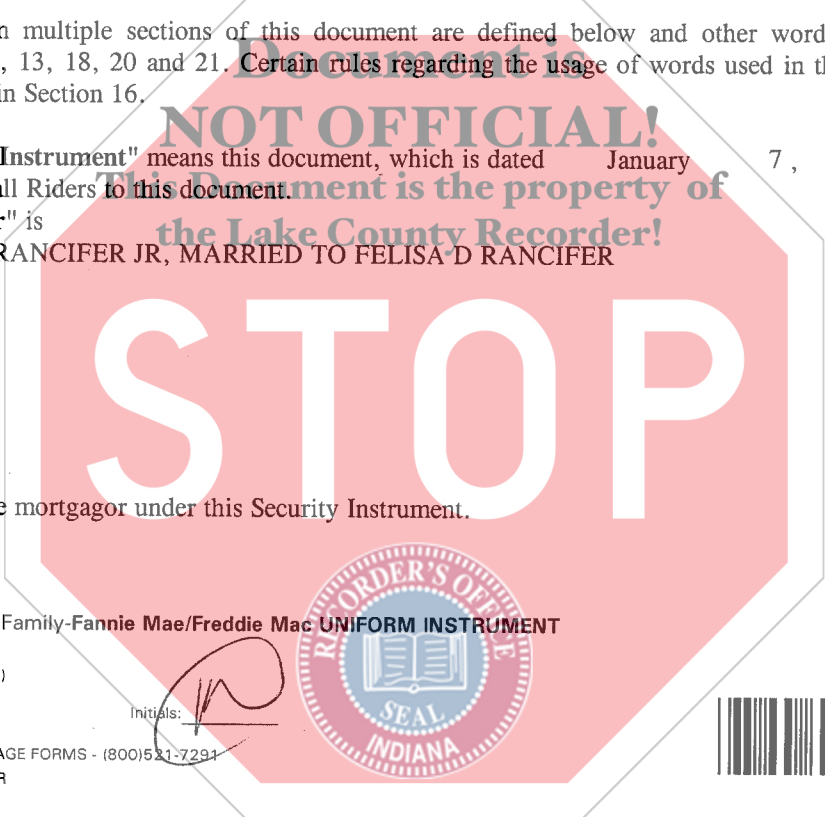 n multiple sections of this document are defined below and other word
, 13, 18, 20 and 21. Certain rules regarding the usage of words used in th
in Section 16.
Document is
NOT OFFICIAL!
This Document is the property of
the Lake County Recorder!
Instrument" means this document, which is dated January 7 ,
all Riders to this document.
r" is
RANCIFER JR, MARRIED TO FELISA D RANCIFER
STOP
e mortgagor under this Security Instrument.
RECORDER'S OFFICE
SEAL
INDIANA
Family-Fannie Mae/Freddie Mac UNIFORM INSTRUMENT
)
Initials:
AGE FORMS - (800)521-7291
R